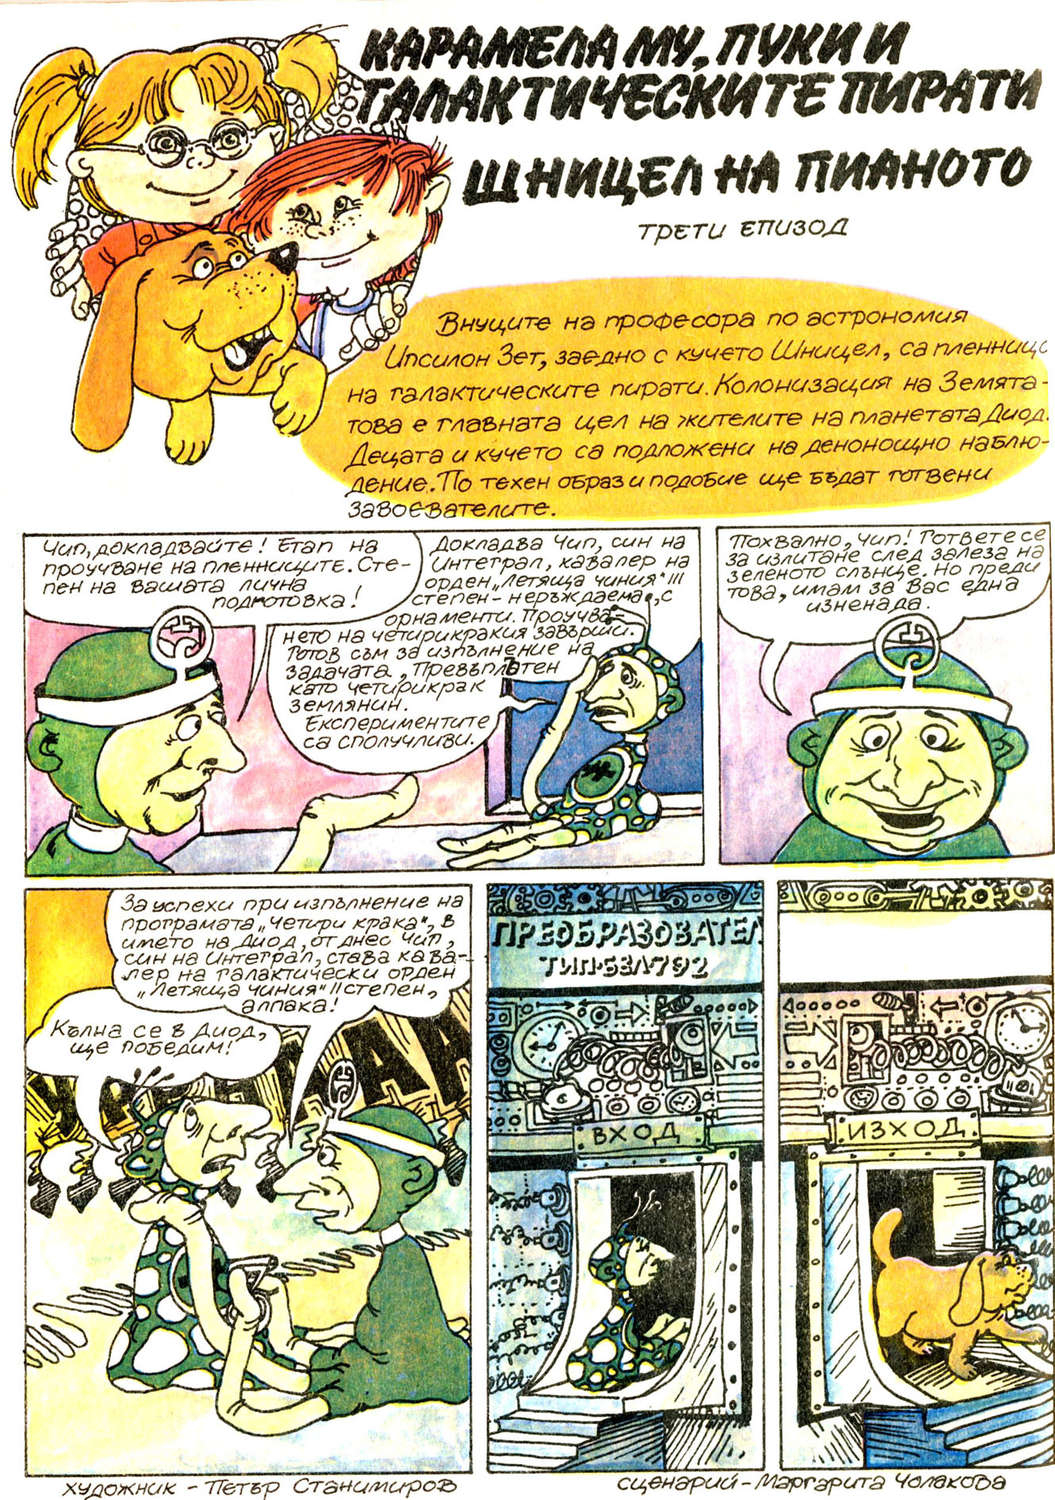 КАРАМЕЛА МУ, ПУКИ И
ГАЛАКТИЧЕСКИТЕ ПИРАТИ
ШНИЦЕЛ НА ПИАНОТО
ТРЕТИ ЕПИЗОД
Внуците на професора по астрономия
Ипсилон Зет, заедно с кучето Шницел, са пленници
на галактическите пирати. Колонизация на Земята-
това е главната цел на жителите на планетата Диод.
Децата и кучето са подложени на денонощно наблю-
дение. По техен образ и подобие ще бъдат готвени
завоевателите.
Чип, докладвайте! Етап на
проучване на пленниците. Сте-
пен на вашата лична
подготовка!
Докладва Чип, син на
Интеграл, кавалер на
орден „Летяща чиния" III
степен - неръждаема, с
орнаменти. Проучва-
нето на четирикракия завърши.
Готов съм за изпълнение на
задачата, Превъплътен
като четирикрак
землянин.
Експериментите
са сполучливи.
Похвално, Чип! Гответе се
за излитане след залеза на
зеленото слънце. Но преди
това, имам за Вас една
изненада.
За успехи при изпълнение на
програмата „Четири крака", в
името на Диод, от днес Чип,
син на Интеграл, става кава-
лер на галактически орден
„Летяща чиния" II степен,
алпака!
Кълна се в Диод,
ще победим!
ПРЕОБРАЗОВАТЕЛ
ТИП-БЗЛ792
ВХОД
ИЗХОД
художник - Петър Станимиров
сценарий - Маргарита Чолакова